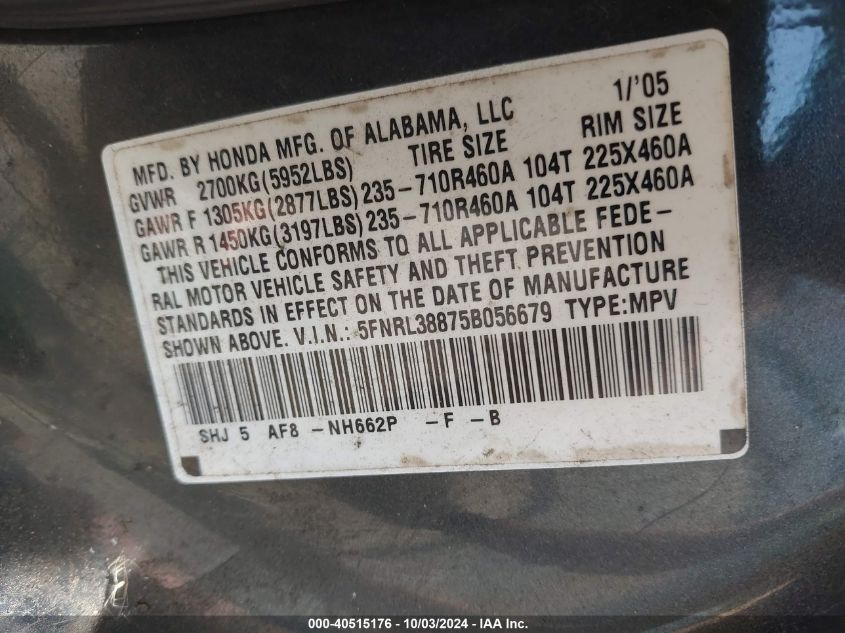 1/'05
MFD. BY HONDA MFG. OF ALABAMA, LLC
GVWR 2700KG(5952LBS) TIRE SIZE RIM SIZE
GAWR F 1305KG(2877LBS)235-710R460A 104T 225X460A
GAWR R 1450KG(3197LBS)235-710R460A 104T 225X460A
THIS VEHICLE CONFORMS TO ALL APPLICABLE FEDE-
RAL MOTOR VEHICLE SAFETY AND THEFT PREVENTION
STANDARDS IN EFFECT ON THE DATE OF MANUFACTURE
SHOWN ABOVE. V.I.N.: 5FNRL38875B056679 TYPE:MPV
SHJ 5 AF8 -NH662P -F -B
000-40515176 - 10/03/2024 - IAA Inc.